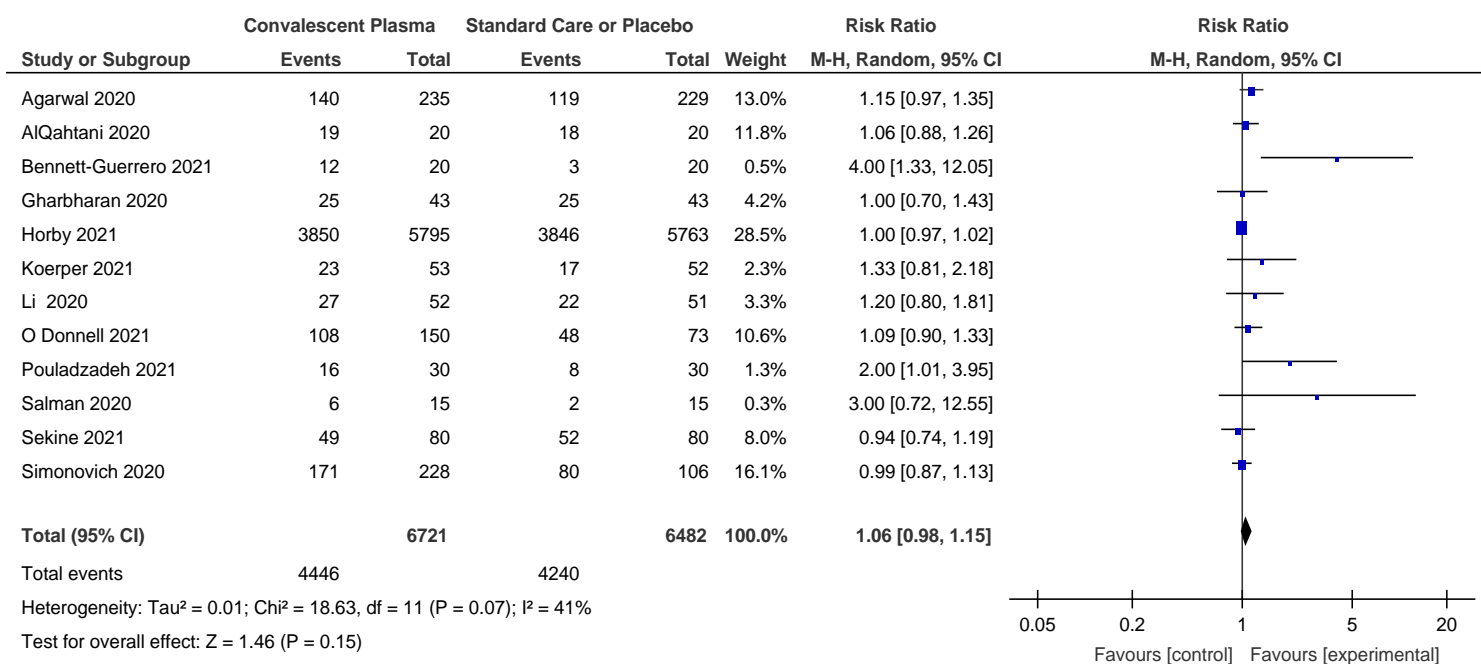 Convalescent Plasma Standard Care or Placebo Risk Ratio Risk Ratio
Study or Subgroup Events Total Events Total Weight M-H, Random, 95% CI M-H, Random, 95% CI
Agarwal 2020 140 235 119 229 13.0% 1.15 [0.97, 1.35]
AlQahtani 2020 19 20 18 20 11.8% 1.06 [0.88, 1.26]
Bennett-Guerrero 2021 12 20 3 20 0.5% 4.00 [1.33, 12.05]
Gharbharan 2020 25 43 25 43 4.2% 1.00 [0.70, 1.43]
Horby 2021 3850 5795 3846 5763 28.5% 1.00 [0.97, 1.02]
Koerper 2021 23 53 17 52 2.3% 1.33 [0.81, 2.18]
Li 2020 27 52 22 51 3.3% 1.20 [0.80, 1.81]
O Donnell 2021 108 150 48 73 10.6% 1.09 [0.90, 1.33]
Pouladzadeh 2021 16 30 8 30 1.3% 2.00 [1.01, 3.95]
Salman 2020 6 15 2 15 0.3% 3.00 [0.72, 12.55]
Sekine 2021 49 80 52 80 8.0% 0.94 [0.74, 1.19]
Simonovich 2020 171 228 80 106 16.1% 0.99 [0.87, 1.13]
Total (95% CI) 6721 6482 100.0% 1.06 [0.98, 1.15]
Total events 4446 4240
Heterogeneity: Tau² = 0.01; Chi² = 18.63, df = 11 (P = 0.07); I² = 41%
Test for overall effect: Z = 1.46 (P = 0.15)
0.05 0.2 1 5 20
Favours [control] Favours [experimental]